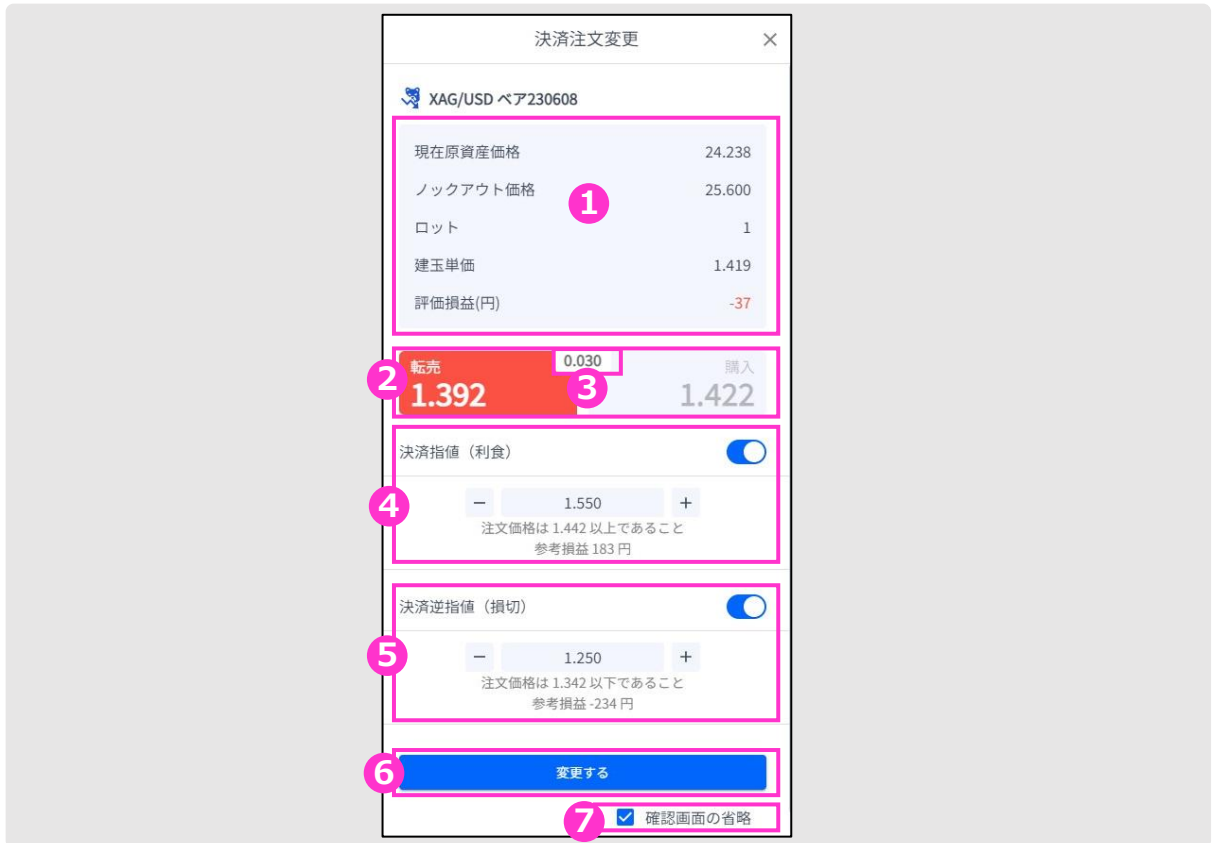 決済注文変更 ×
XAG/USD ベア230608
現在原資産価格 24.238
ノックアウト価格 25.600
1
ロット 1
建玉単価 1.419
評価損益(円) -37
転売 0.030 購入
2
3
1.392 1.422
決済指値（利食）
4
− 1.550 +
注文価格は 1.442 以上であること
参考損益 183 円
決済逆指値（損切）
5
− 1.250 +
注文価格は 1.342 以下であること
参考損益 -234 円
6
変更する
7
確認画面の省略